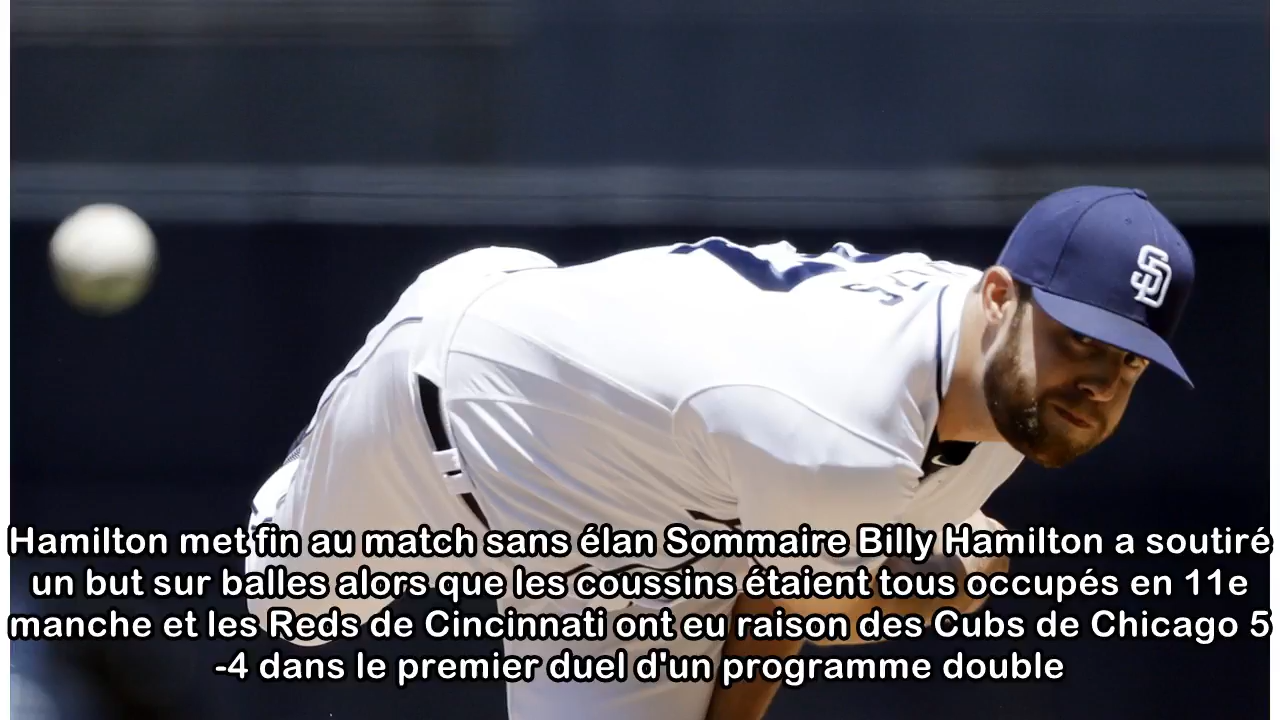 SD
Hamilton met fin au match sans élan Sommaire Billy Hamilton a soutiré
un but sur balles alors que les coussins étaient tous occupés en 11e
manche et les Reds de Cincinnati ont eu raison des Cubs de Chicago 5
-4 dans le premier duel d'un programme double